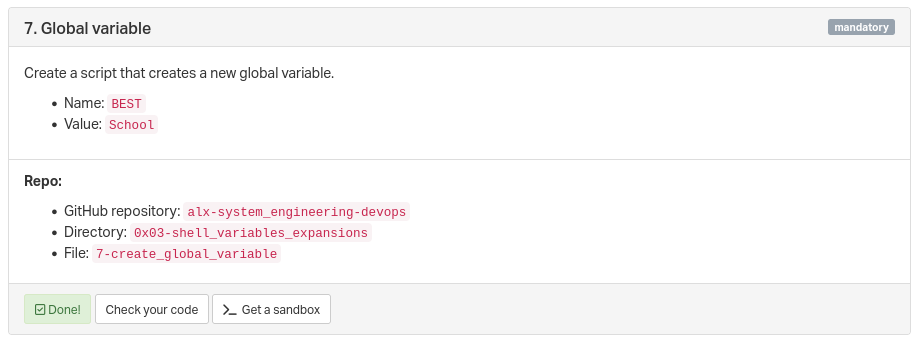 7. Global variable
mandatory
Create a script that creates a new global variable.
Name: BEST
Value: School
Repo:
GitHub repository: alx-system_engineering-devops
Directory: 0x03-shell_variables_expansions
File: 7-create_global_variable
Done! Check your code Get a sandbox